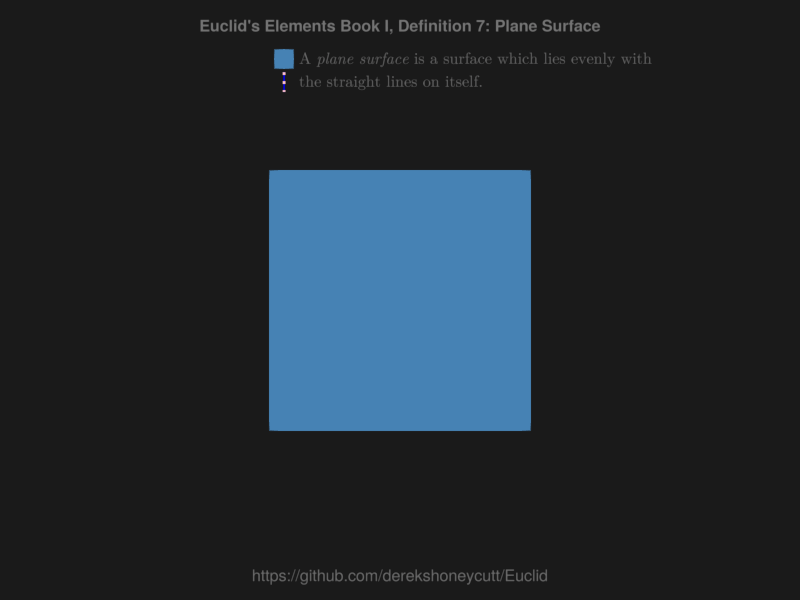 Euclid's Elements Book I, Definition 7: Plane Surface
A plane surface is a surface which lies evenly with
the straight lines on itself.
https://github.com/derekshoneycutt/Euclid